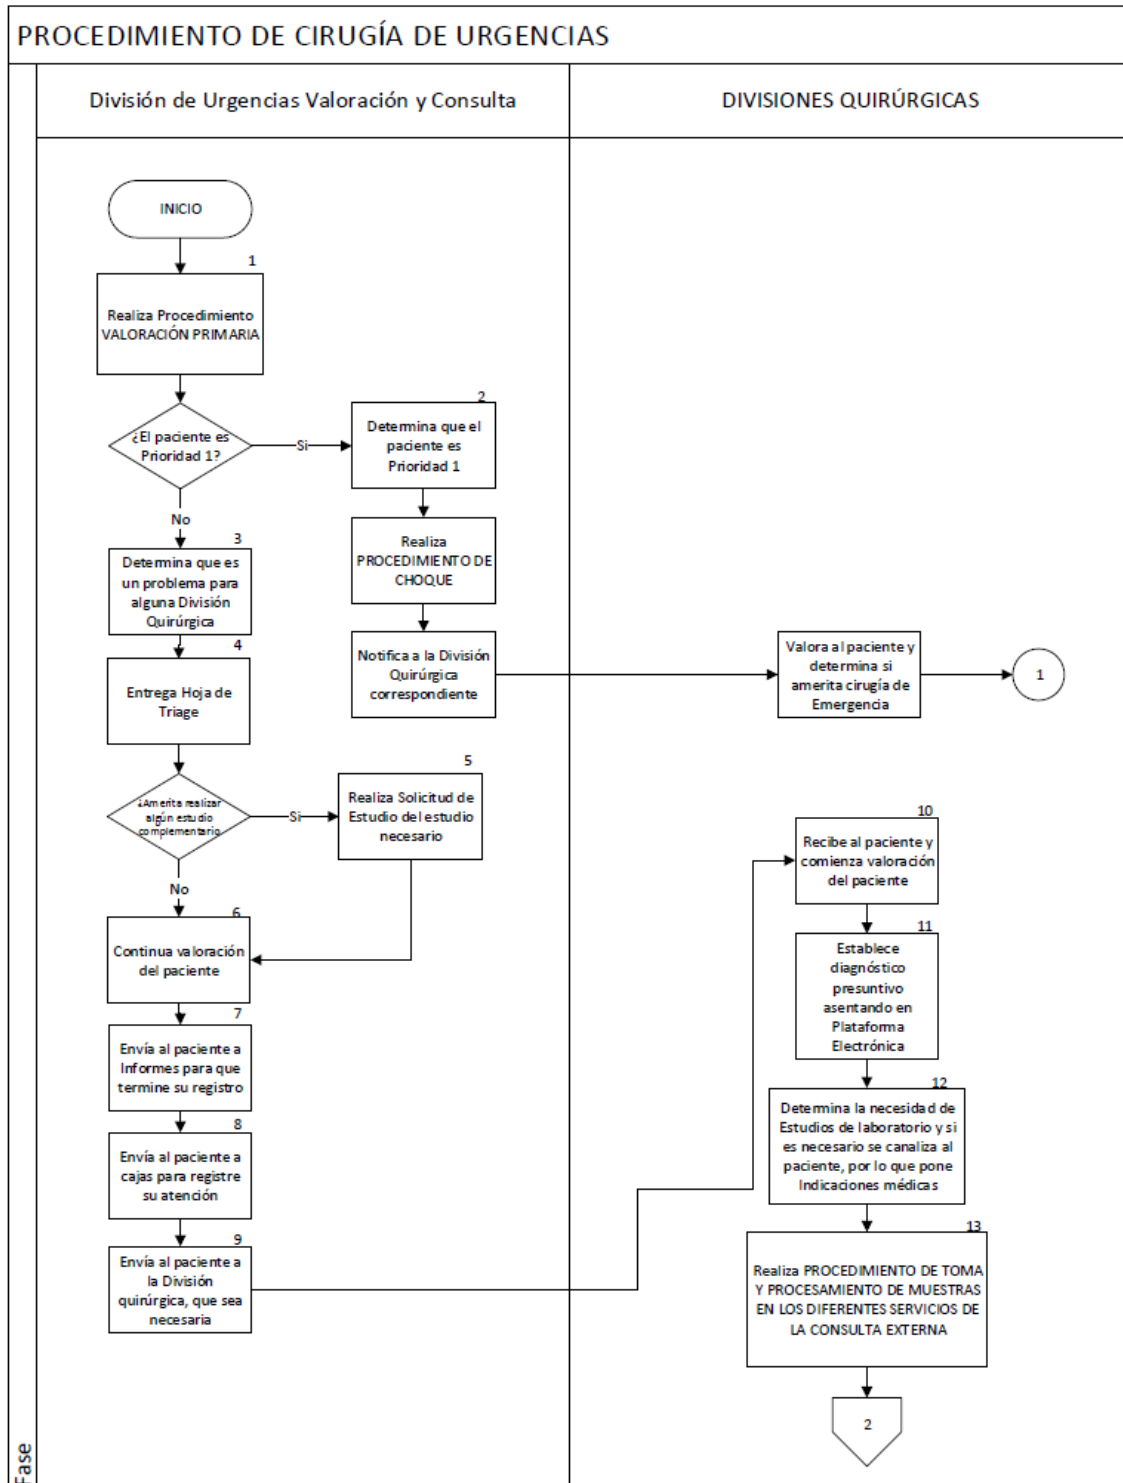 PROCEDIMIENTO DE CIRUGÍA DE URGENCIAS
División de Urgencias Valoración y Consulta
DIVISIONES QUIRÚRGICAS
INICIO
1
Realiza Procedimiento
VALORACIÓN PRIMARIA
¿El paciente es
Prioridad 1?
Si
2
Determina que el
paciente es
Prioridad 1
Realiza
PROCEDIMIENTO DE
CHOQUE
Notifica a la División
Quirúrgica
correspondiente
Valora al paciente y
determina si
amerita cirugía de
Emergencia
1
No
3
Determina que es
un problema para
alguna División
Quirúrgica
4
Entrega Hoja de
Triage
¿Amerita realizar
algún estudio
complementario
Si
5
Realiza Solicitud de
Estudio del estudio
necesario
No
6
Continua valoración
del paciente
7
Envía al paciente a
Informes para que
termine su registro
8
Envía al paciente a
cajas para registre
su atención
9
Envía al paciente a
la División
quirúrgica, que sea
necesaria
10
Recibe al paciente y
comienza valoración
del paciente
11
Establece
diagnóstico
presuntivo
asentando en
Plataforma
Electrónica
12
Determina la necesidad de
Estudios de laboratorio y si
es necesario se canaliza al
paciente, por lo que pone
Indicaciones médicas
13
Realiza PROCEDIMIENTO DE TOMA
Y PROCESAMIENTO DE MUESTRAS
EN LOS DIFERENTES SERVICIOS DE
LA CONSULTA EXTERNA
2
Fase